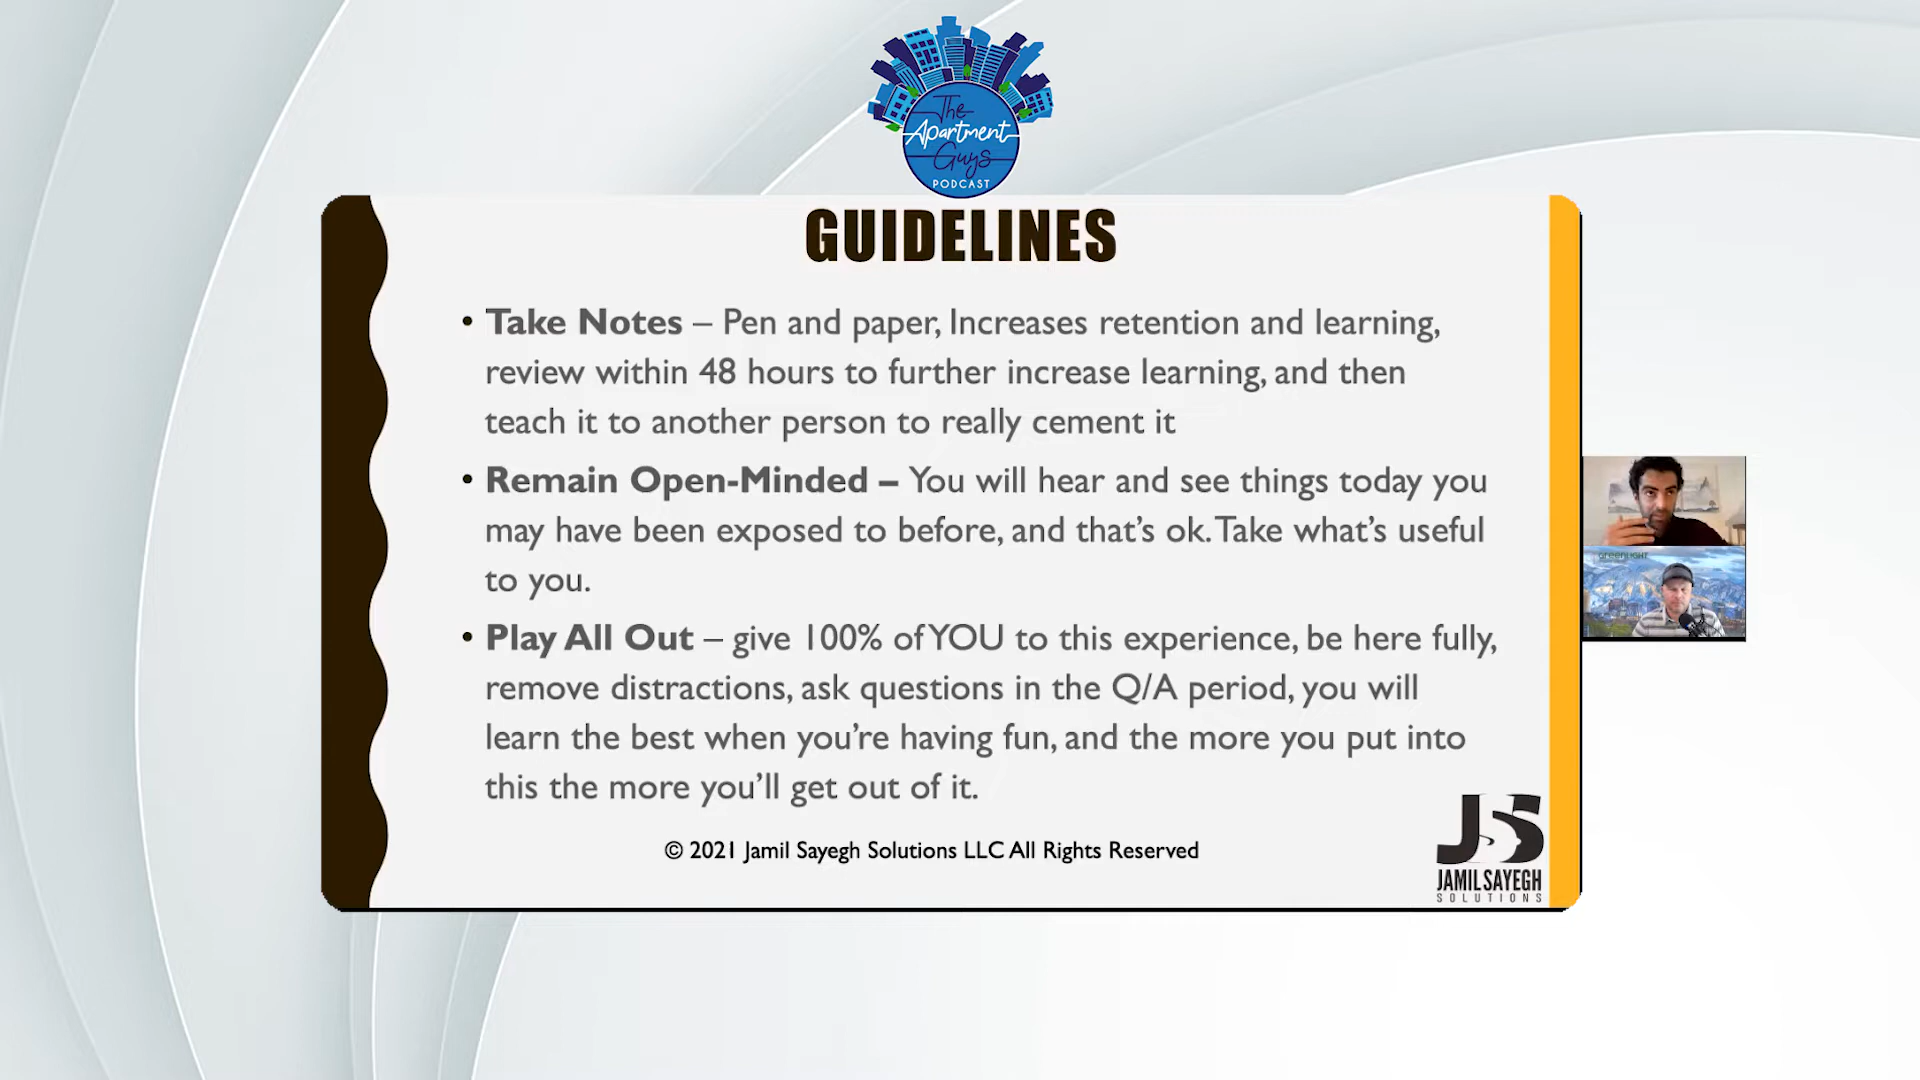 The
Apartment
Guys
PODCAST
GUIDELINES
• Take Notes – Pen and paper, Increases retention and learning,
review within 48 hours to further increase learning, and then
teach it to another person to really cement it
• Remain Open-Minded – You will hear and see things today you
may have been exposed to before, and that's ok. Take what's useful
to you.
• Play All Out – give 100% of YOU to this experience, be here fully,
remove distractions, ask questions in the Q/A period, you will
learn the best when you're having fun, and the more you put into
this the more you'll get out of it.
© 2021 Jamil Sayegh Solutions LLC All Rights Reserved
JS
JAMIL SAYEGH
SOLUTIONS
GREENLIGHT